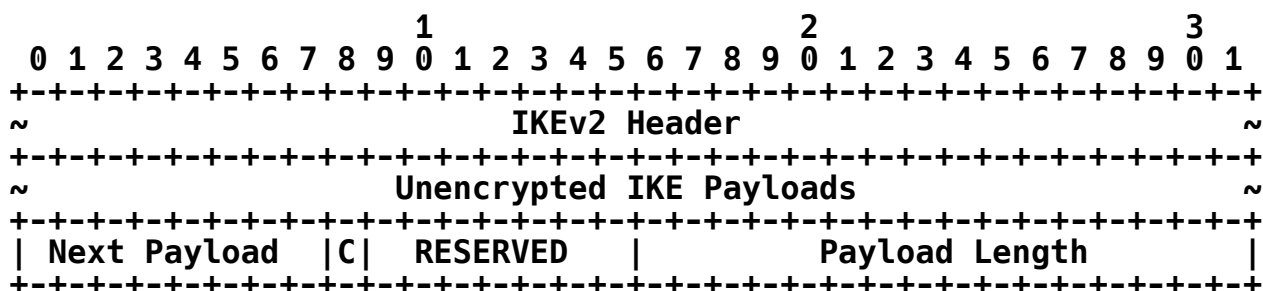 1                   2                   3
 0 1 2 3 4 5 6 7 8 9 0 1 2 3 4 5 6 7 8 9 0 1 2 3 4 5 6 7 8 9 0 1
+-+-+-+-+-+-+-+-+-+-+-+-+-+-+-+-+-+-+-+-+-+-+-+-+-+-+-+-+-+-+-+-+
~                         IKEv2 Header                          ~
+-+-+-+-+-+-+-+-+-+-+-+-+-+-+-+-+-+-+-+-+-+-+-+-+-+-+-+-+-+-+-+-+
~                   Unencrypted IKE Payloads                    ~
+-+-+-+-+-+-+-+-+-+-+-+-+-+-+-+-+-+-+-+-+-+-+-+-+-+-+-+-+-+-+-+-+
| Next Payload  |C|  RESERVED   |         Payload Length        |
+-+-+-+-+-+-+-+-+-+-+-+-+-+-+-+-+-+-+-+-+-+-+-+-+-+-+-+-+-+-+-+-+